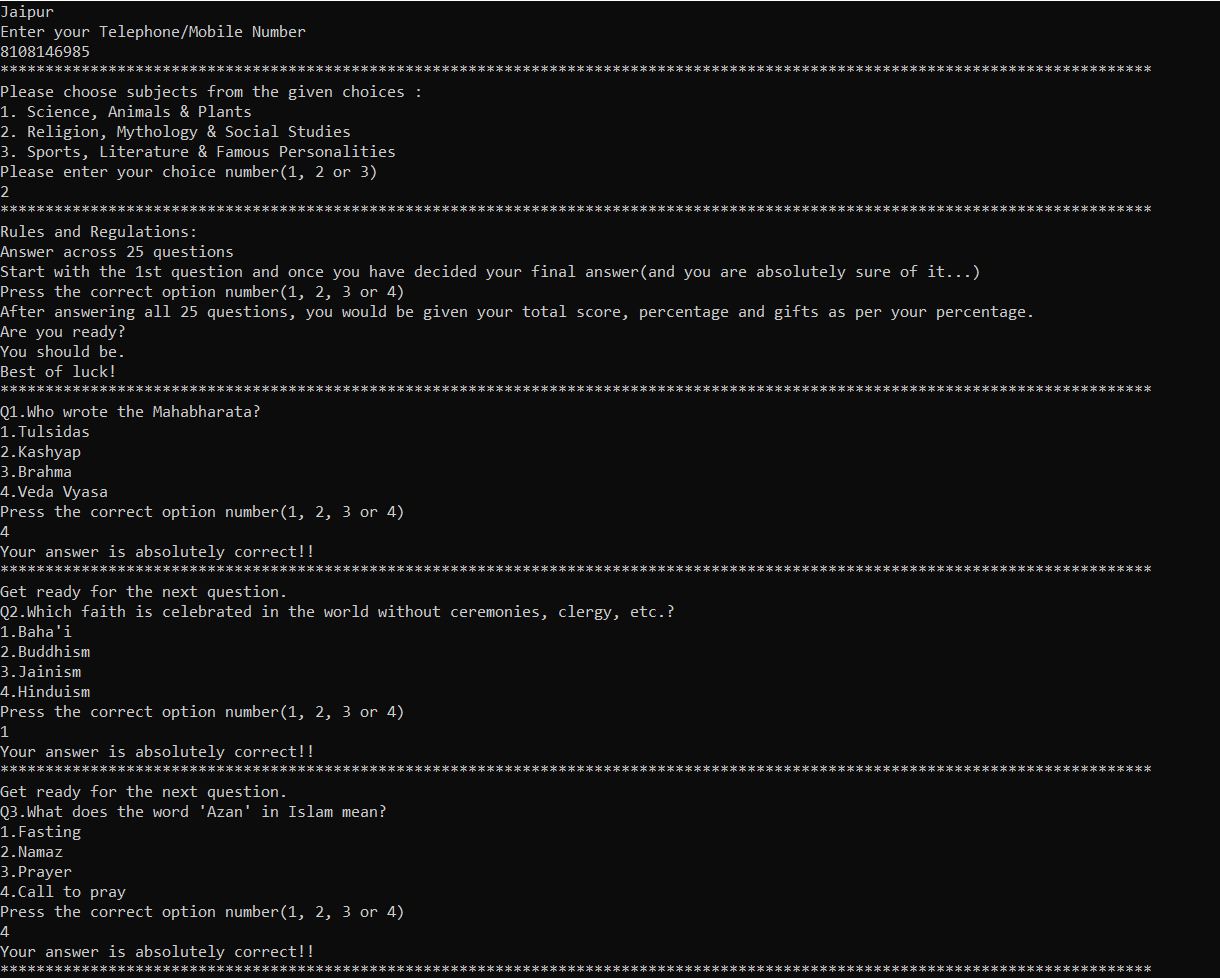 Jaipur
Enter your Telephone/Mobile Number
8108146985
********************************************************************************************************************************
Please choose subjects from the given choices :
1. Science, Animals & Plants
2. Religion, Mythology & Social Studies
3. Sports, Literature & Famous Personalities
Please enter your choice number(1, 2 or 3)
2
********************************************************************************************************************************
Rules and Regulations:
Answer across 25 questions
Start with the 1st question and once you have decided your final answer(and you are absolutely sure of it...)
Press the correct option number(1, 2, 3 or 4)
After answering all 25 questions, you would be given your total score, percentage and gifts as per your percentage.
Are you ready?
You should be.
Best of luck!
********************************************************************************************************************************
Q1.Who wrote the Mahabharata?
1.Tulsidas
2.Kashyap
3.Brahma
4.Veda Vyasa
Press the correct option number(1, 2, 3 or 4)
4
Your answer is absolutely correct!!
********************************************************************************************************************************
Get ready for the next question.
Q2.Which faith is celebrated in the world without ceremonies, clergy, etc.?
1.Baha'i
2.Buddhism
3.Jainism
4.Hinduism
Press the correct option number(1, 2, 3 or 4)
1
Your answer is absolutely correct!!
********************************************************************************************************************************
Get ready for the next question.
Q3.What does the word 'Azan' in Islam mean?
1.Fasting
2.Namaz
3.Prayer
4.Call to pray
Press the correct option number(1, 2, 3 or 4)
4
Your answer is absolutely correct!!
********************************************************************************************************************************